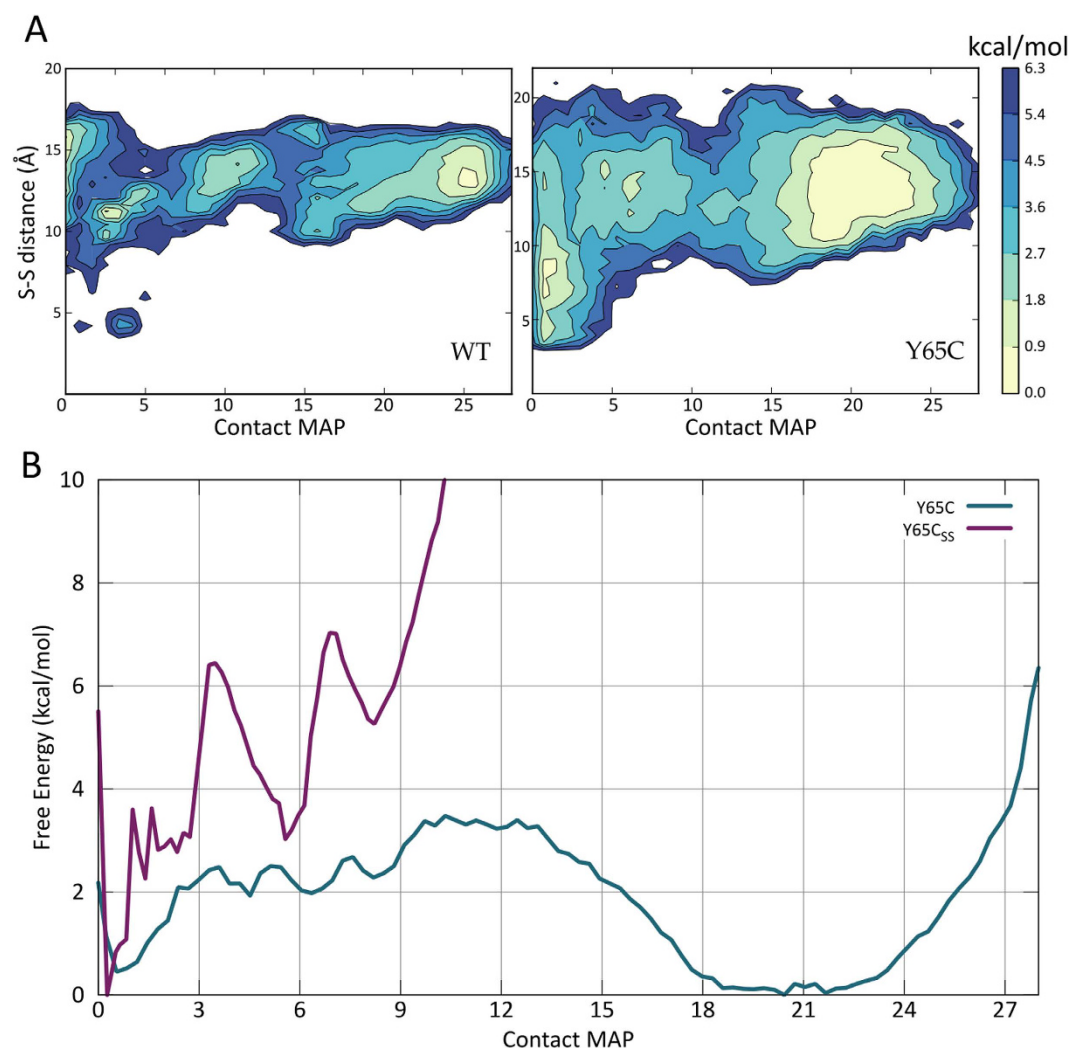 A
kcal/mol
20
15
10
5
S-S distance (Å)
WT
0 5 10 15 20 25
Contact MAP
20
15
10
5
Y65C
0 5 10 15 20 25
Contact MAP
6.3
5.4
4.5
3.6
2.7
1.8
0.9
0.0
B
10
8
6
4
2
0
Free Energy (kcal/mol)
Y65C
Y65CSS
0 3 6 9 12 15 18 21 24 27
Contact MAP